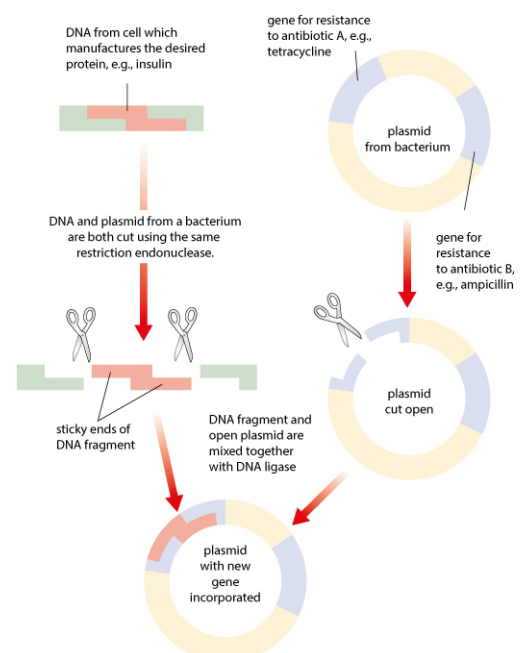 DNA from cell which
manufactures the desired
protein, e.g., insulin
gene for resistance
to antibiotic A, e.g.,
tetracycline
plasmid
from bacterium
DNA and plasmid from a bacterium
are both cut using the same
restriction endonuclease.
gene for
resistance
to antibiotic B,
e.g., ampicillin
sticky ends of
DNA fragment
plasmid
cut open
DNA fragment and
open plasmid are
mixed together
with DNA ligase
plasmid
with new
gene
incorporated